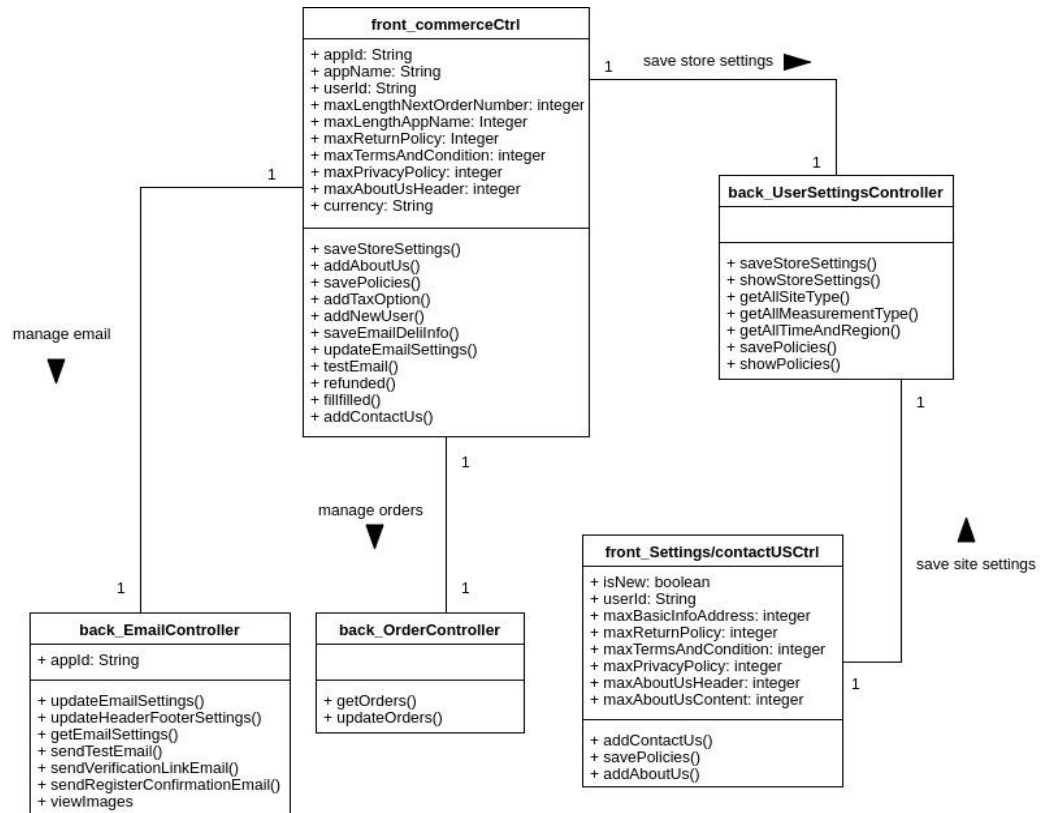 front_commerceCtrl
+ appId: String
+ appName: String
+ userId: String
+ maxLengthNextOrderNumber: integer
+ maxLengthAppName: Integer
+ maxReturnPolicy: Integer
+ maxTermsAndCondition: integer
+ maxPrivacyPolicy: integer
+ maxAboutUsHeader: integer
+ currency: String
+ saveStoreSettings()
+ addAboutUs()
+ savePolicies()
+ addTaxOption()
+ addNewUser()
+ saveEmailDeliInfo()
+ updateEmailSettings()
+ testEmail()
+ refunded()
+ fillfilled()
+ addContactUs()
1
save store settings
1
back_UserSettingsController
+ saveStoreSettings()
+ showStoreSettings()
+ getAllSiteType()
+ getAllMeasurementType()
+ getAllTimeAndRegion()
+ savePolicies()
+ showPolicies()
1
manage email
1
1
manage orders
1
1
save site settings
1
back_EmailController
+ appId: String
+ updateEmailSettings()
+ updateHeaderFooterSettings()
+ getEmailSettings()
+ sendTestEmail()
+ sendVerificationLinkEmail()
+ sendRegisterConfirmationEmail()
+ viewImages
back_OrderController
+ getOrders()
+ updateOrders()
front_Settings/contactUSCtrl
+ isNew: boolean
+ userId: String
+ maxBasicInfoAddress: integer
+ maxReturnPolicy: integer
+ maxTermsAndCondition: integer
+ maxPrivacyPolicy: integer
+ maxAboutUsHeader: integer
+ maxAboutUsContent: integer
+ addContactUs()
+ savePolicies()
+ addAboutUs()
1